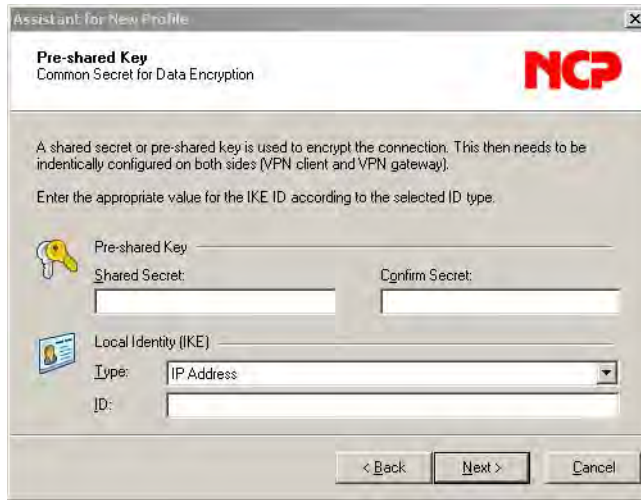 Assistant for New Profile
Pre-shared Key
Common Secret for Data Encryption
NCP
A shared secret or pre-shared key is used to encrypt the connection. This then needs to be
indentically configured on both sides (VPN client and VPN gateway).
Enter the appropriate value for the IKE ID according to the selected ID type.
Pre-shared Key
Shared Secret: Confirm Secret:
Local Identity (IKE)
Type: IP Address
ID:
< Back Next > Cancel